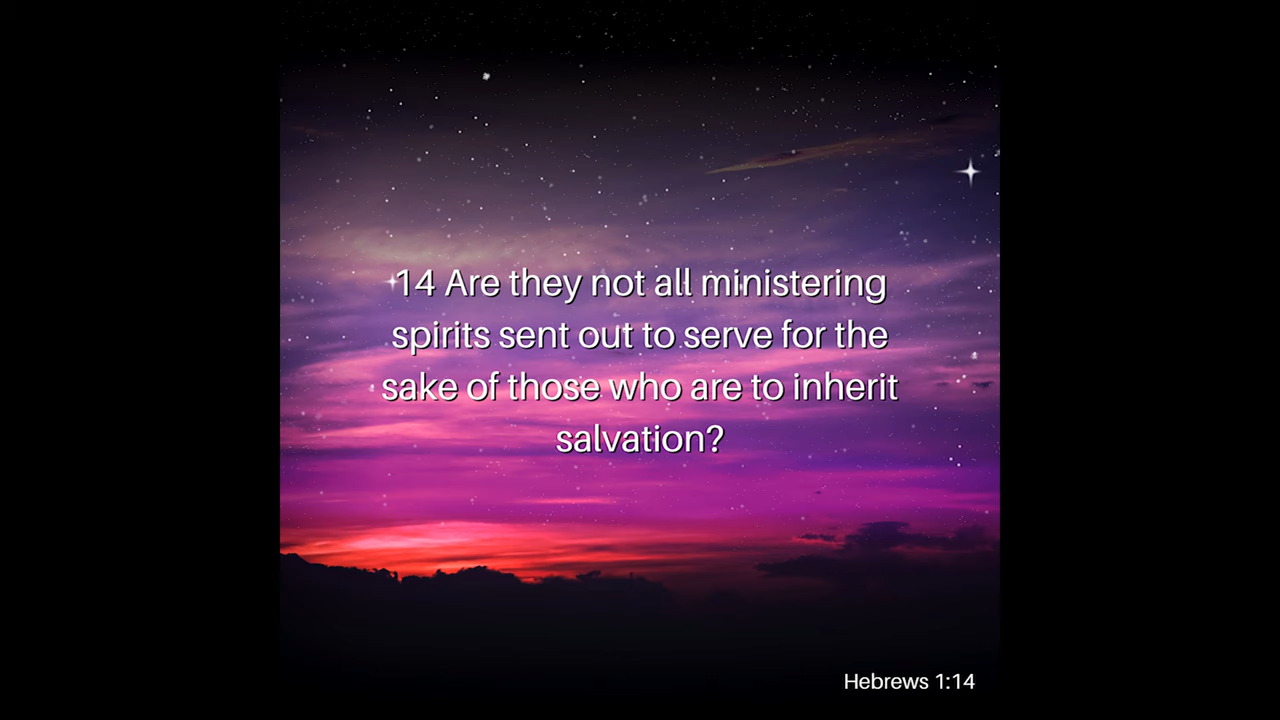 14 Are they not all ministering
spirits sent out to serve for the
sake of those who are to inherit
salvation?
Hebrews 1:14